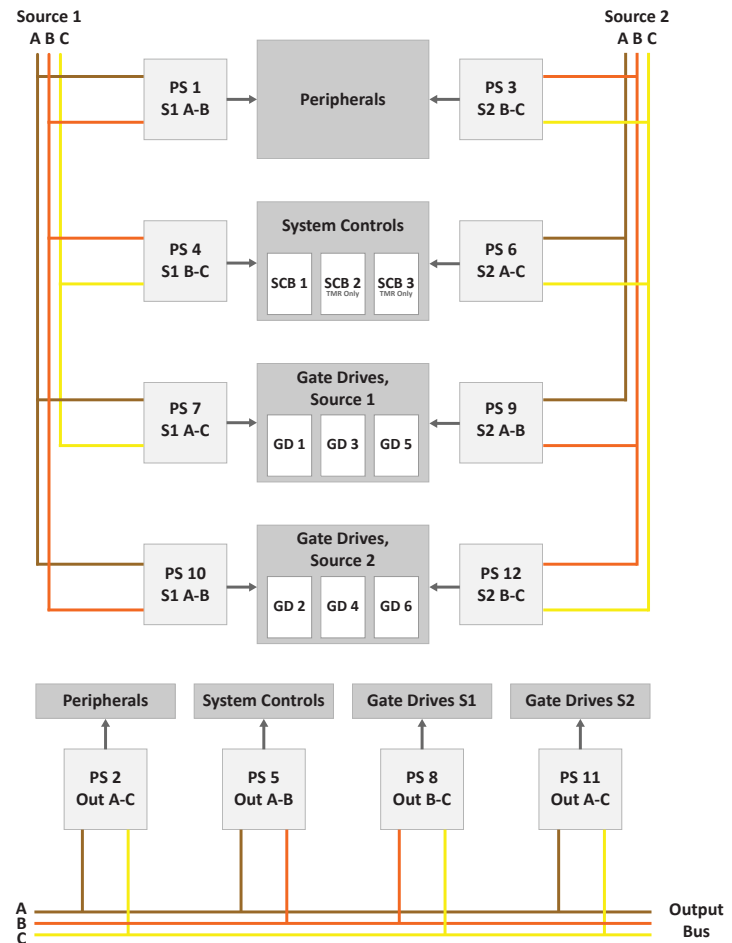 Source 1
A B C
Source 2
A B C
PS 1
S1 A-B
Peripherals
PS 3
S2 B-C
PS 4
S1 B-C
System Controls
SCB 1
SCB 2
TMR Only
SCB 3
TMR Only
PS 6
S2 A-C
PS 7
S1 A-C
Gate Drives,
Source 1
GD 1
GD 3
GD 5
PS 9
S2 A-B
PS 10
S1 A-B
Gate Drives,
Source 2
GD 2
GD 4
GD 6
PS 12
S2 B-C
Peripherals
System Controls
Gate Drives S1
Gate Drives S2
PS 2
Out A-C
PS 5
Out A-B
PS 8
Out B-C
PS 11
Out A-C
A
B
C
Output
Bus